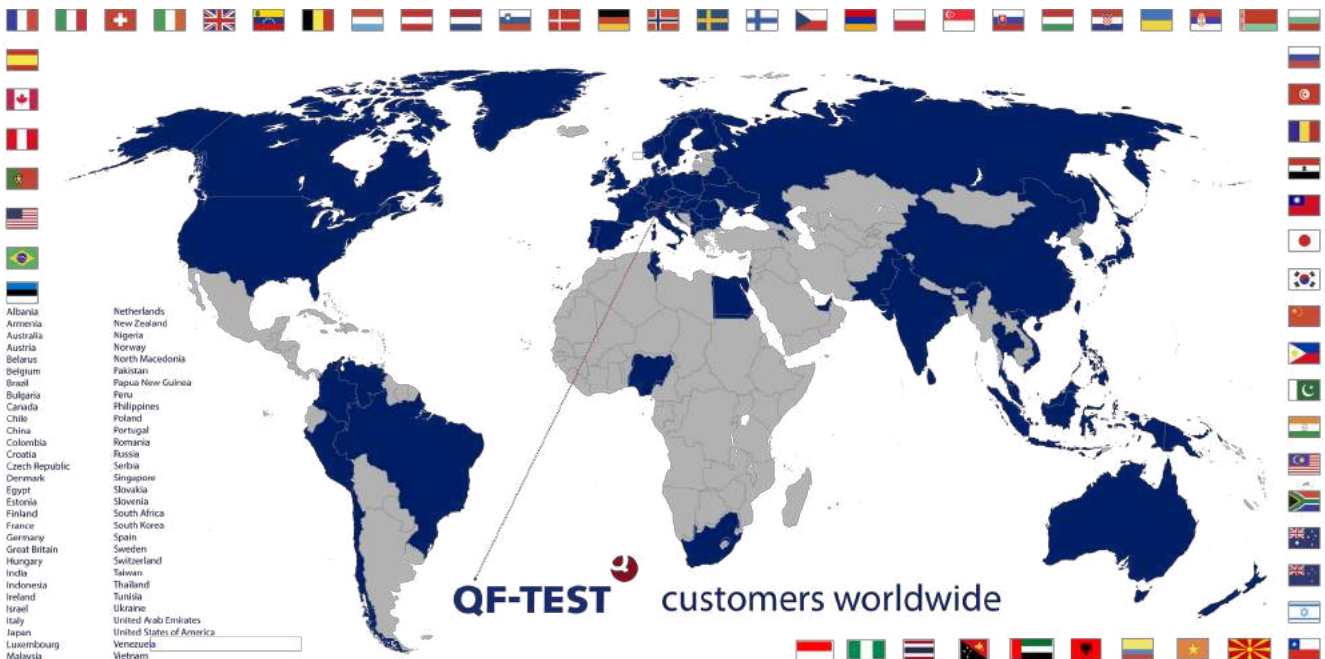 Albania
Armenia
Australia
Austria
Belarus
Belgium
Brazil
Bulgaria
Canada
Chile
China
Colombia
Croatia
Czech Republic
Denmark
Egypt
Estonia
Finland
France
Germany
Great Britain
Hungary
India
Indonesia
Ireland
Israel
Italy
Japan
Luxembourg
Malaysia
Netherlands
New Zealand
Nigeria
Norway
North Macedonia
Pakistan
Papua New Guinea
Peru
Philippines
Poland
Portugal
Romania
Russia
Serbia
Singapore
Slovakia
Slovenia
South Africa
South Korea
Spain
Sweden
Switzerland
Taiwan
Thailand
Tunisia
Ukraine
United Arab Emirates
United States of America
Venezuela
Vietnam
QF-TEST customers worldwide